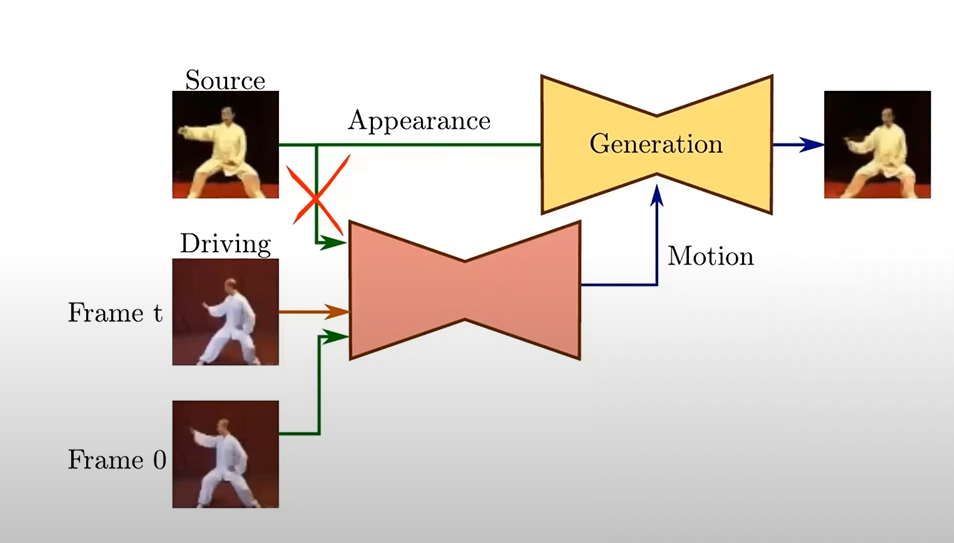 Source
Appearance
Generation
Driving
Motion
Frame t
Frame 0